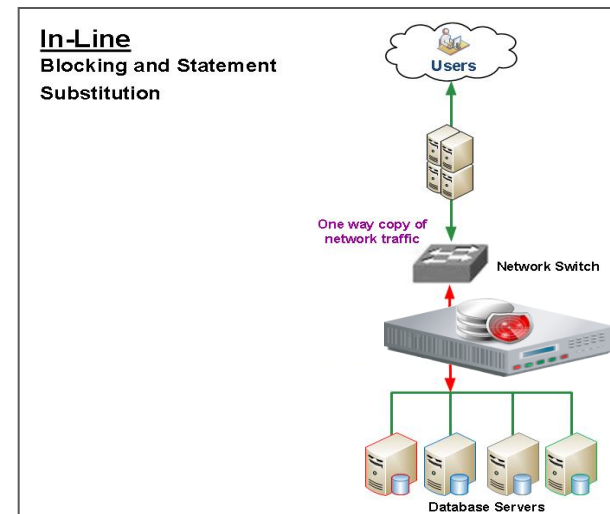 In-Line
Blocking and Statement
Substitution
Users
One way copy of
network traffic
Network Switch
Database Servers